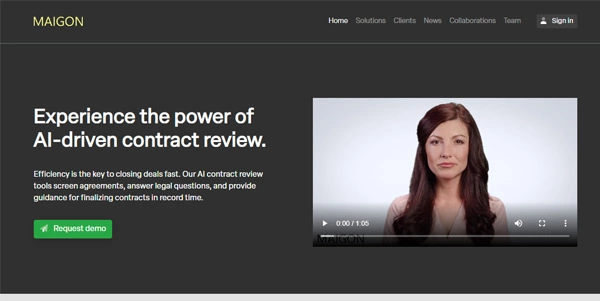 MAIGON
Home Solutions Clients News Collaborations Team Sign in
Experience the power of
AI-driven contract review.
Efficiency is the key to closing deals fast. Our AI contract review
tools screen agreements, answer legal questions, and provide
guidance for finalizing contracts in record time.
Request demo
0:00 / 1:05
MAIGON